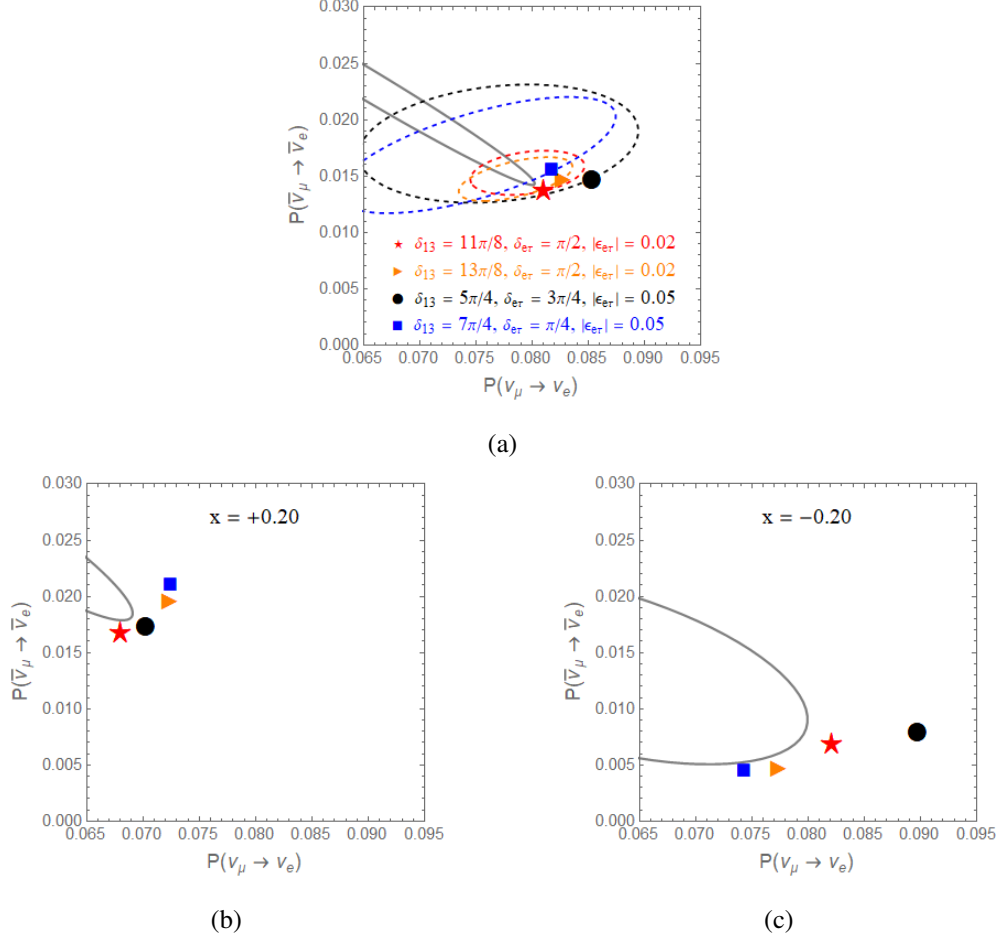 0.030
0.025
0.020
0.015
0.010
0.005
0.000
P(ν̅μ → ν̅e)
★ δ13 = 11π/8, δeτ = π/2, |ϵeτ| = 0.02
▶ δ13 = 13π/8, δeτ = π/2, |ϵeτ| = 0.02
● δ13 = 5π/4, δeτ = 3π/4, |ϵeτ| = 0.05
■ δ13 = 7π/4, δeτ = π/4, |ϵeτ| = 0.05
0.065 0.070 0.075 0.080 0.085 0.090 0.095
P(νμ → νe)
(a)
0.030
0.025
0.020
0.015
0.010
0.005
0.000
P(ν̅μ → ν̅e)
x = +0.20
0.065 0.070 0.075 0.080 0.085 0.090 0.095
P(νμ → νe)
(b)
0.030
0.025
0.020
0.015
0.010
0.005
0.000
P(ν̅μ → ν̅e)
x = −0.20
0.065 0.070 0.075 0.080 0.085 0.090 0.095
P(νμ → νe)
(c)